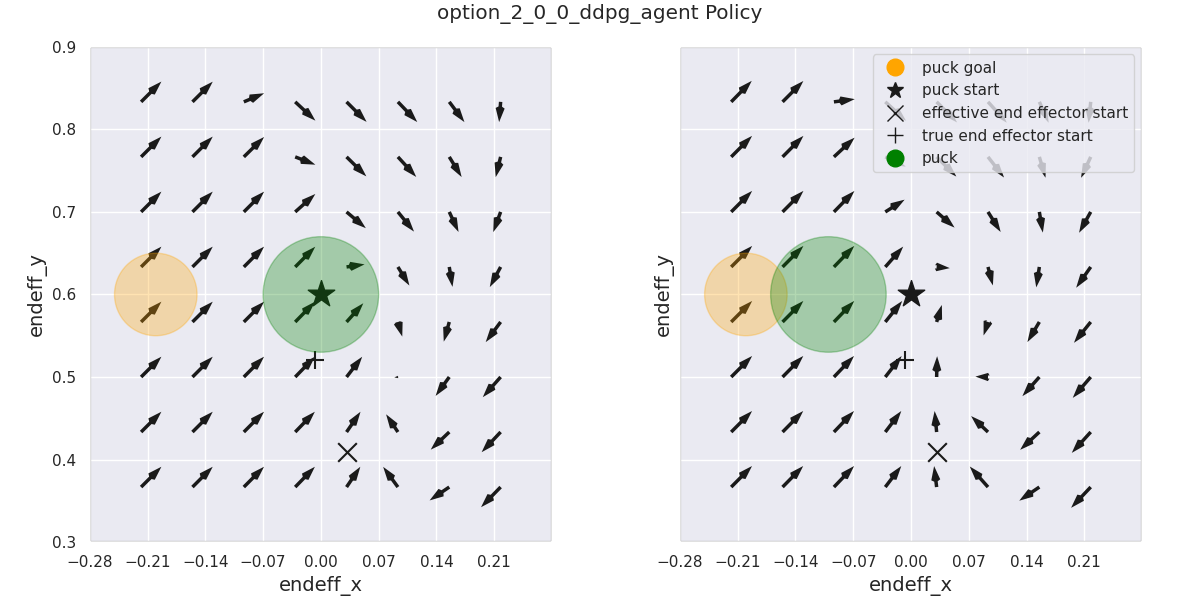 option_2_0_0_ddpg_agent Policy
0.9
0.8
0.7
0.6
0.5
0.4
0.3
endeff_y
−0.28 −0.21 −0.14 −0.07 0.00 0.07 0.14 0.21
endeff_x
puck goal
puck start
effective end effector start
true end effector start
puck
endeff_y
−0.28 −0.21 −0.14 −0.07 0.00 0.07 0.14 0.21
endeff_x